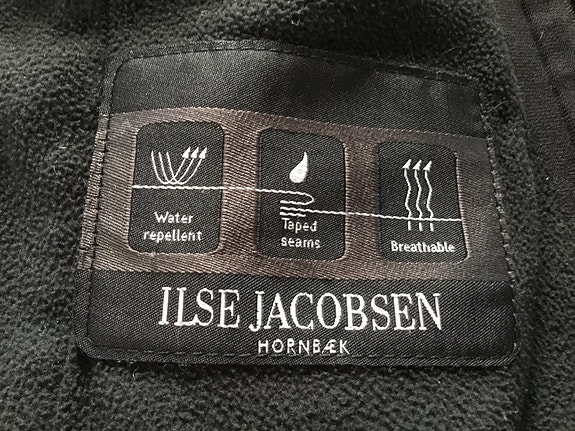 Water
repellent
Taped
seams
Breathable
ILSE JACOBSEN
HORNBÆK